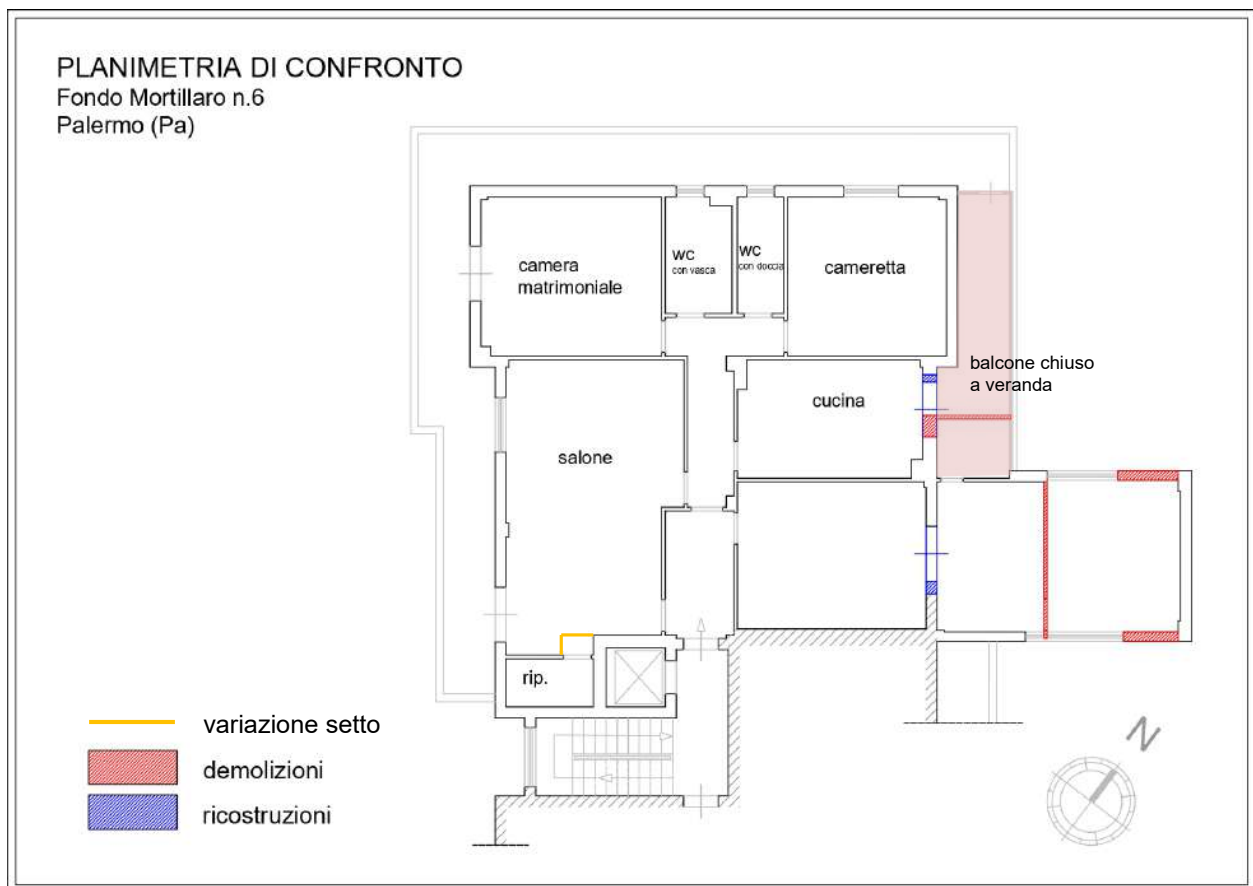 PLANIMETRIA DI CONFRONTO
Fondo Mortillaro n.6
Palermo (Pa)
camera
matrimoniale
WC
con vasca
WC
con doccia
cameretta
balcone chiuso
a veranda
cucina
salone
rip.
variazione setto
demolizioni
ricostruzioni
N